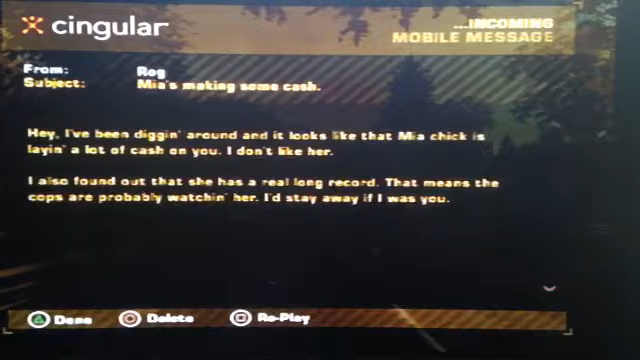 cingular
...INCOMING
MOBILE MESSAGE
From: Rog
Subject: Mia's making some cash.
Hey, I've been diggin' around and it looks like that Mia chick is
layin' a lot of cash on you. I don't like her.
I also found out that she has a real long record. That means the
cops are probably watchin' her. I'd stay away if I was you.
Done Delete Re-Play